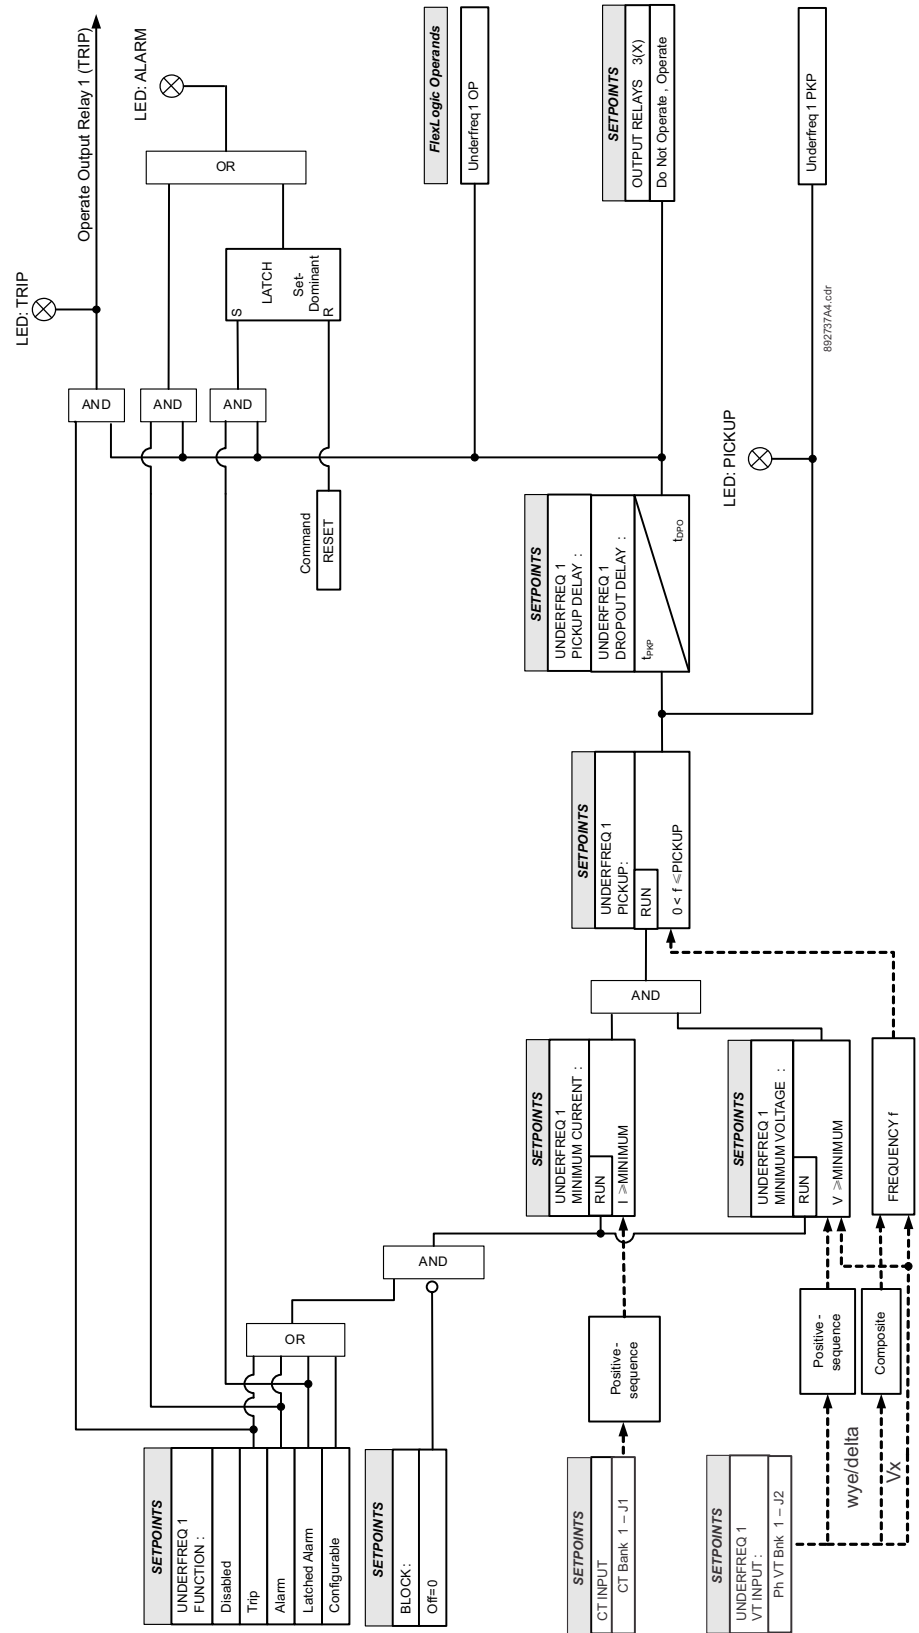 SETPOINTS
UNDERFREQ 1
FUNCTION :
Disabled
Trip
Alarm
Latched Alarm
Configurable
SETPOINTS
BLOCK :
Off=0
SETPOINTS
CT INPUT
CT Bank 1 – J1
SETPOINTS
UNDERFREQ 1
VT INPUT :
Ph VT Bnk 1 – J2
OR
AND
Positive-
sequence
wye/delta
Vx
Positive-
sequence
Composite
SETPOINTS
UNDERFREQ 1
MINIMUM CURRENT :
RUN
I ⩾MINIMUM
SETPOINTS
UNDERFREQ 1
MINIMUM VOLTAGE :
RUN
V ⩾MINIMUM
FREQUENCY f
AND
SETPOINTS
UNDERFREQ 1
PICKUP:
RUN
0 < f ⩽PICKUP
SETPOINTS
UNDERFREQ 1
PICKUP DELAY :
UNDERFREQ 1
DROPOUT DELAY :
tPKP
tDPO
Command
RESET
AND
AND
AND
LED: PICKUP
S
LATCH
Set-
Dominant
R
OR
LED: TRIP
LED: ALARM
Operate Output Relay 1 (TRIP)
FlexLogic Operands
Underfreq 1 OP
SETPOINTS
OUTPUT RELAYS 3(X)
Do Not Operate , Operate
Underfreq 1 PKP
892737A4.cdr